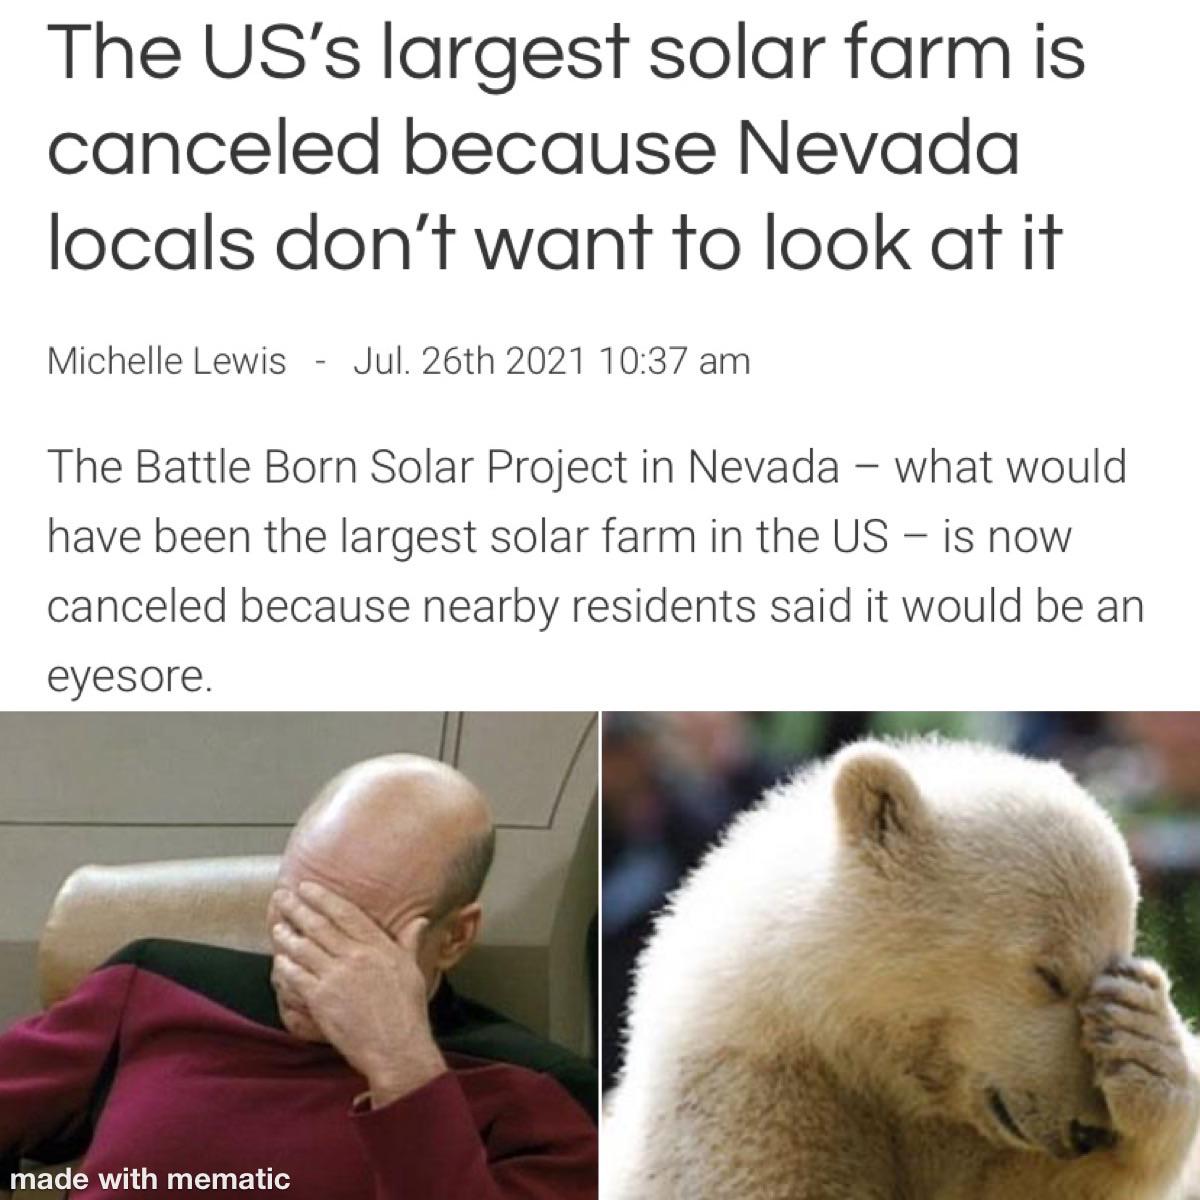 The US’s largest solar farm is
canceled because Nevada
locals don’t want to look at it
Michelle Lewis - Jul. 26th 2021 10:37 am
The Battle Born Solar Project in Nevada – what would
have been the largest solar farm in the US – is now
canceled because nearby residents said it would be an
eyesore.
made with mematic